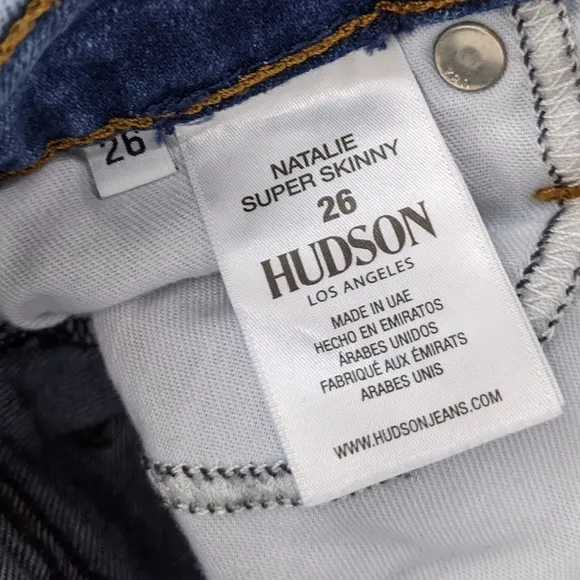 26
NATALIE
SUPER SKINNY
26
HUDSON
LOS ANGELES
MADE IN UAE
HECHO EN EMIRATOS
ÁRABES UNIDOS
FABRIQUÉ AUX ÉMIRATS
ARABES UNIS
WWW.HUDSONJEANS.COM